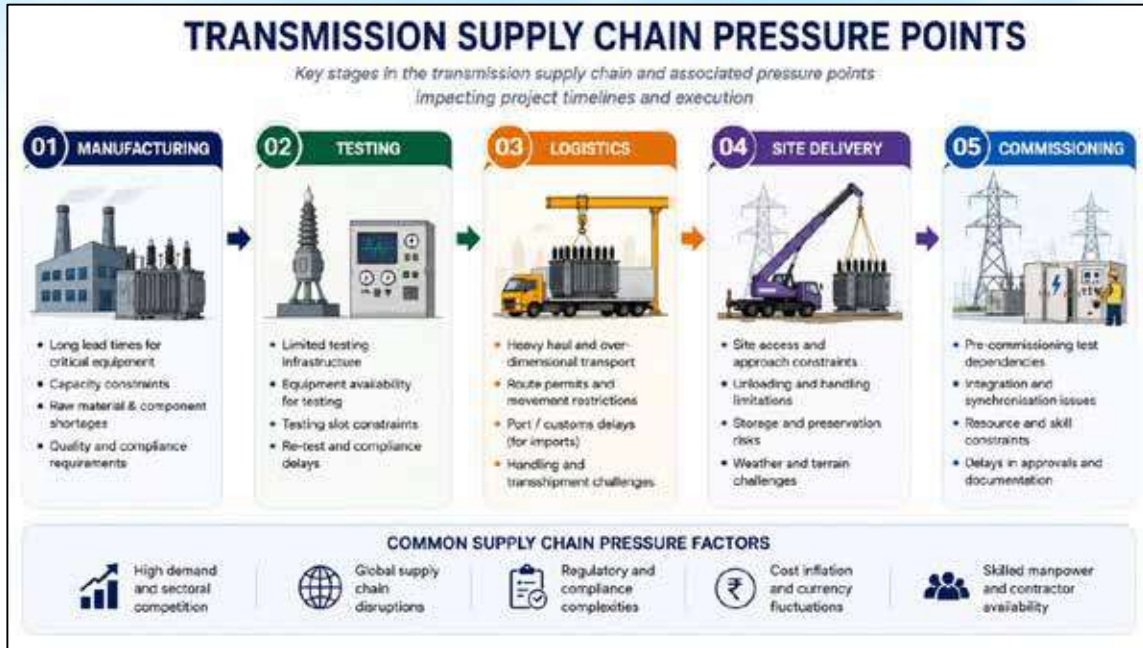 TRANSMISSION SUPPLY CHAIN PRESSURE POINTS
Key stages in the transmission supply chain and associated pressure points
impacting project timelines and execution
01 MANUFACTURING
• Long lead times for
critical equipment
• Capacity constraints
• Raw material & component
shortages
• Quality and compliance
requirements
02 TESTING
• Limited testing
infrastructure
• Equipment availability
for testing
• Testing slot constraints
• Re-test and compliance
delays
03 LOGISTICS
• Heavy haul and over-
dimensional transport
• Route permits and
movement restrictions
• Port / customs delays
(for imports)
• Handling and
transshipment challenges
04 SITE DELIVERY
• Site access and
approach constraints
• Unloading and handling
limitations
• Storage and preservation
risks
• Weather and terrain
challenges
05 COMMISSIONING
• Pre-commissioning test
dependencies
• Integration and
synchronisation issues
• Resource and skill
constraints
• Delays in approvals and
documentation
COMMON SUPPLY CHAIN PRESSURE FACTORS
High demand
and sectoral
competition
Global supply
chain
disruptions
Regulatory and
compliance
complexities
₹
Cost inflation
and currency
fluctuations
Skilled manpower
and contractor
availability